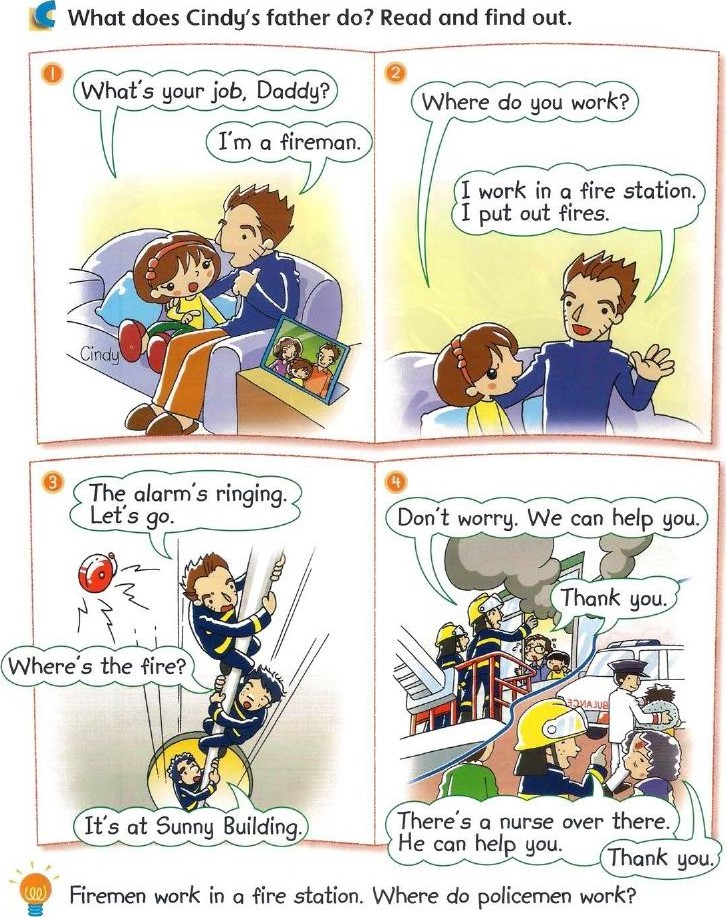 C What does Cindy's father do? Read and find out.
1
What's your job, Daddy?
I'm a fireman.
Cindy
2
Where do you work?
I work in a fire station.
I put out fires.
3
The alarm's ringing.
Let's go.
Where's the fire?
It's at Sunny Building.
4
Don't worry. We can help you.
Thank you.
AMBULANCE
There's a nurse over there.
He can help you.
Thank you.
Firemen work in a fire station. Where do policemen work?